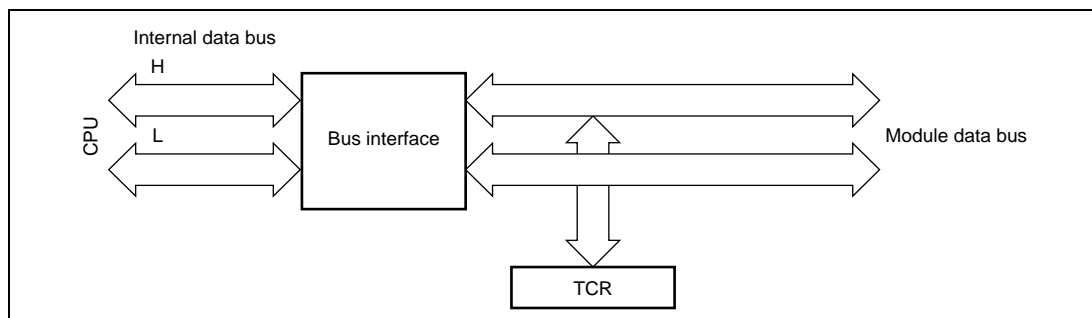 Internal data bus
H
L
CPU
Bus interface
Module data bus
TCR